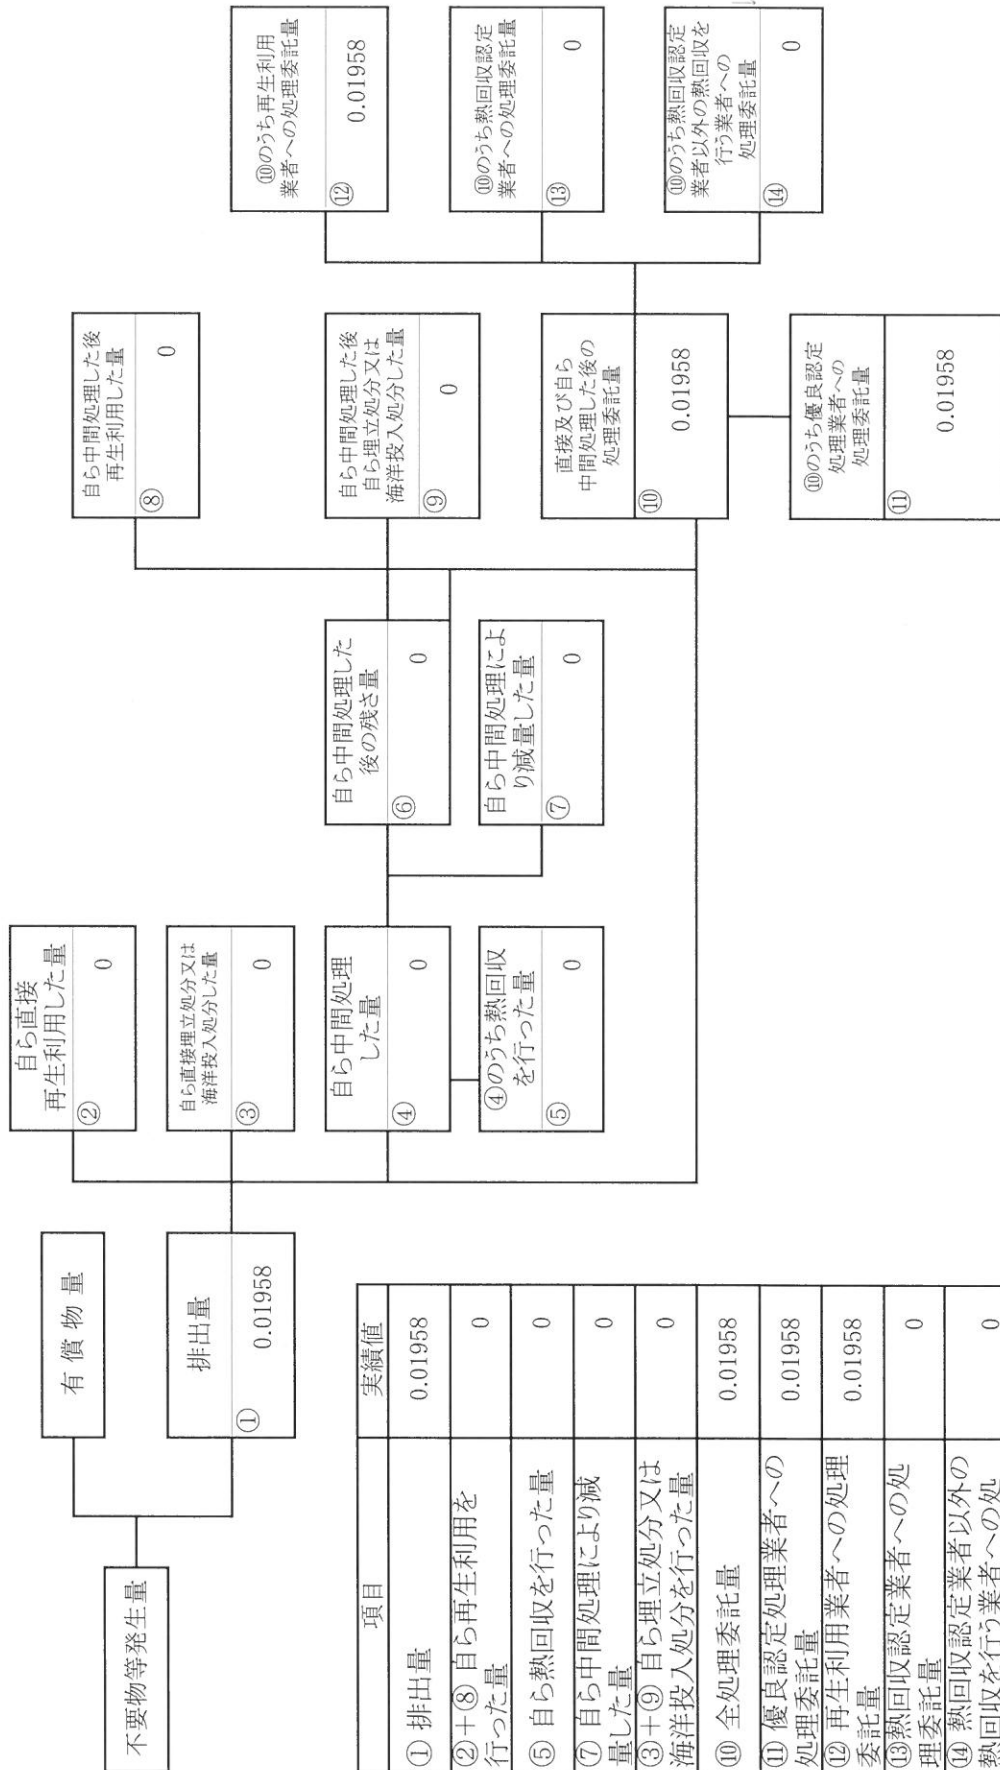 不要物等発生量
有償物量
排出量
①
0.01958
自ら直接
再生利用した量
②
0
自ら直接埋立処分又は
海洋投入処分した量
③
0
自ら中間処理
した量
④
0
④のうち熱回収
を行った量
⑤
0
自ら中間処理した
後の残さ量
⑥
0
自ら中間処理によ
り減量した量
⑦
0
自ら中間処理した後
再生利用した量
⑧
0
自ら中間処理した後
自ら埋立処分又は
海洋投入処分した量
⑨
0
直接及び自ら
中間処理した後の
処理委託量
⑩
0.01958
⑩のうち優良認定
処理業者への
処理委託量
⑪
0.01958
⑩のうち再生利用
業者への処理委託量
⑫
0.01958
⑩のうち熱回収認定
業者への処理委託量
⑬
0
⑩のうち熱回収認定
業者以外の熱回収を
行う業者への
処理委託量
⑭
0
項目 実績値
① 排出量 0.01958
②+⑧ 自ら再生利用を
行った量 0
⑤ 自ら熱回収を行った量 0
⑦ 自ら中間処理により減
量した量 0
③+⑨ 自ら埋立処分又は
海洋投入処分を行った量 0
⑩ 全処理委託量 0.01958
⑪ 優良認定処理業者への
処理委託量 0.01958
⑫ 再生利用業者への処理
委託量 0.01958
⑬熱回収認定業者への処
理委託量 0
⑭ 熱回収認定業者以外の
熱回収を行う業者への処 0